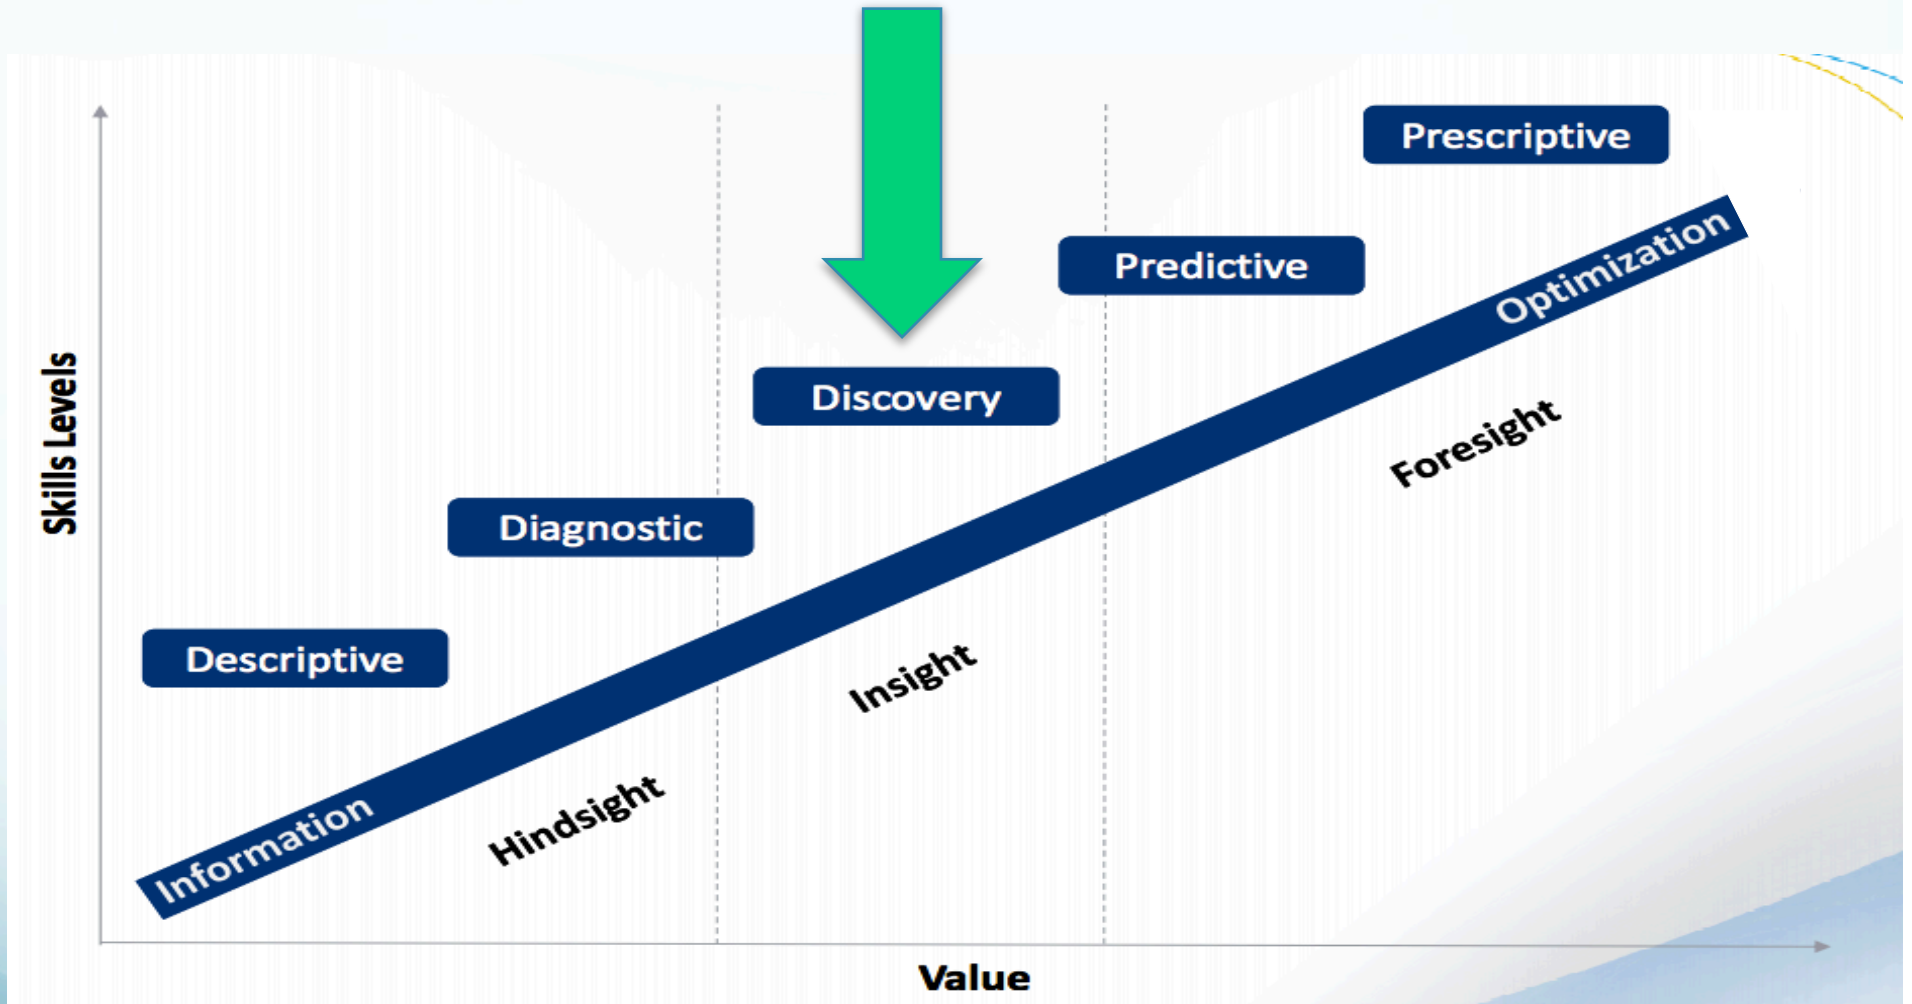 Prescriptive
Optimization
Predictive
Foresight
Discovery
Skills Levels
Diagnostic
Insight
Descriptive
Hindsight
Information
Value